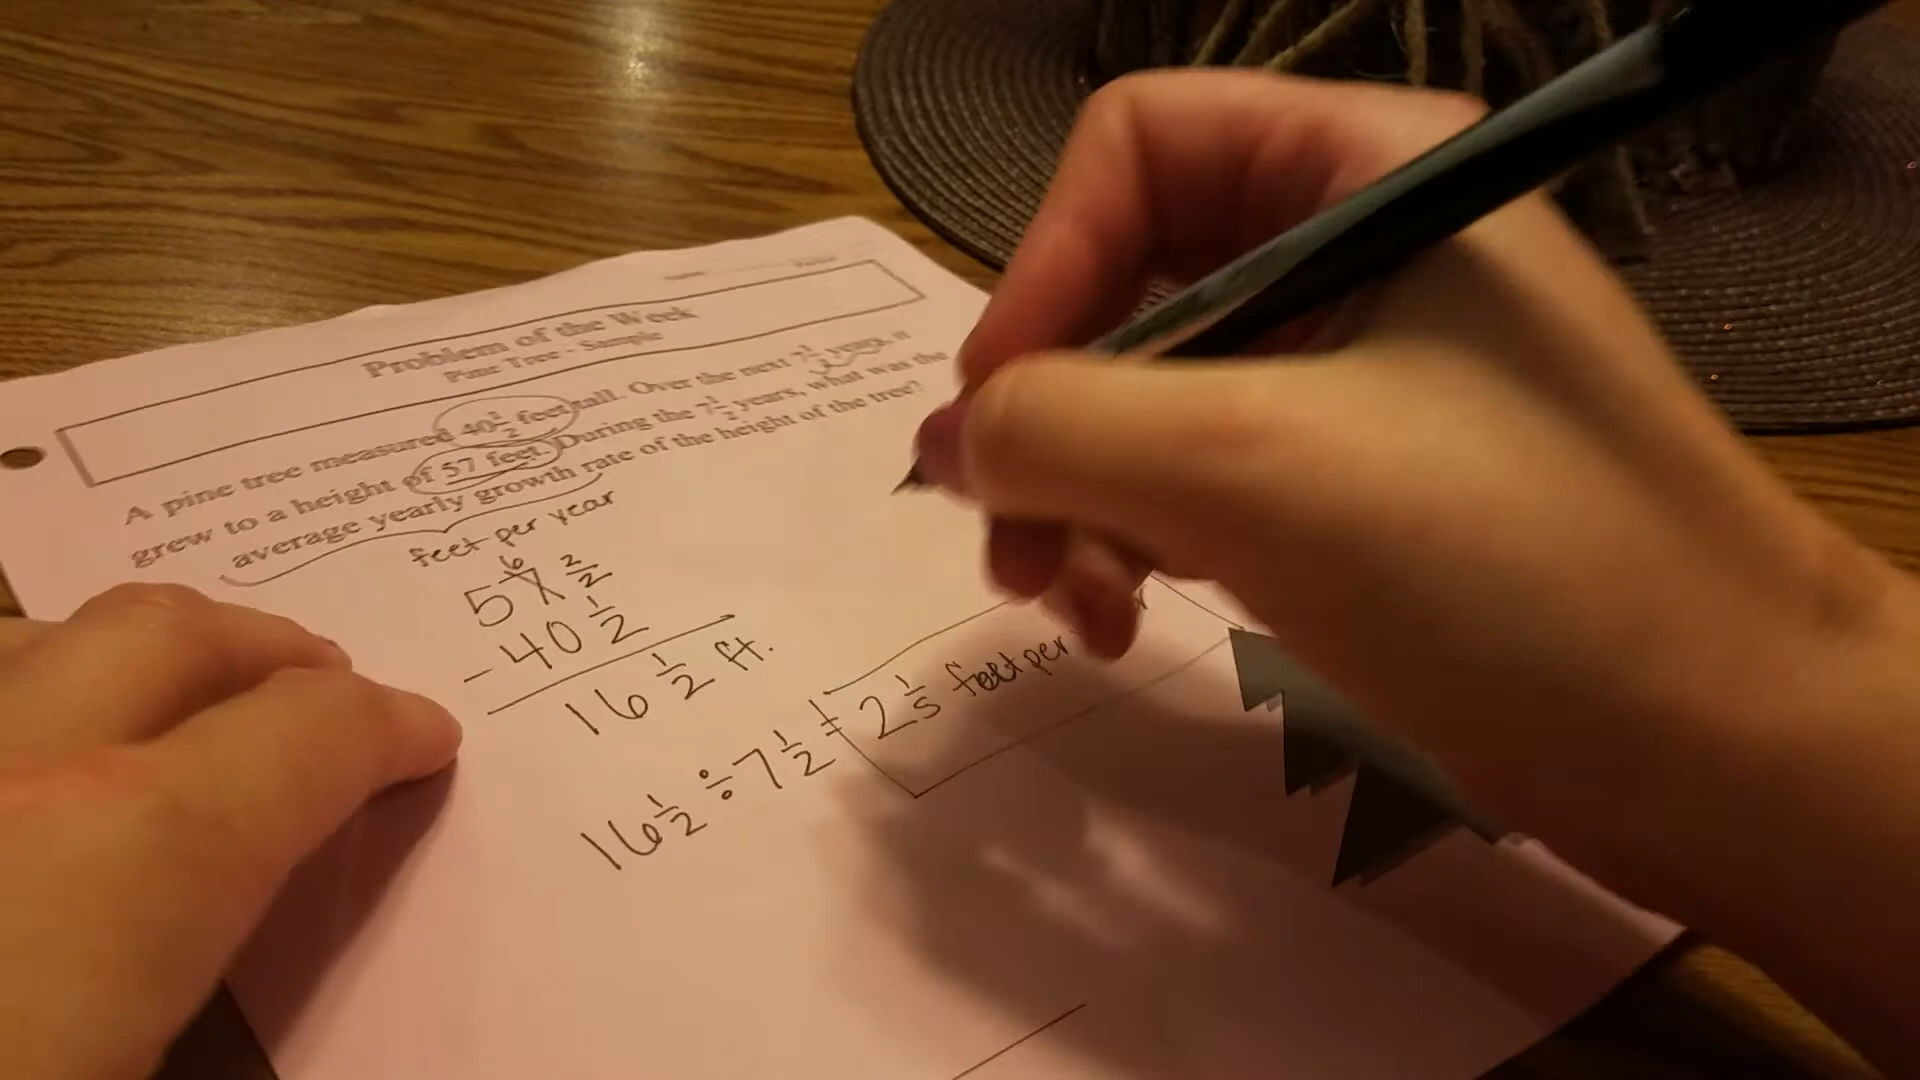 Problem of the Week
Pine Tree - Sample
A pine tree measured 40 1/2 feet tall. Over the next 7 1/2 years, it
grew to a height of 57 feet. During the 7 1/2 years, what was the
average yearly growth rate of the height of the tree?
feet per year
6
57 2/2
- 40 1/2
16 1/2 ft.
16 1/2 ÷ 7 1/2 = 2 1/5 feet per